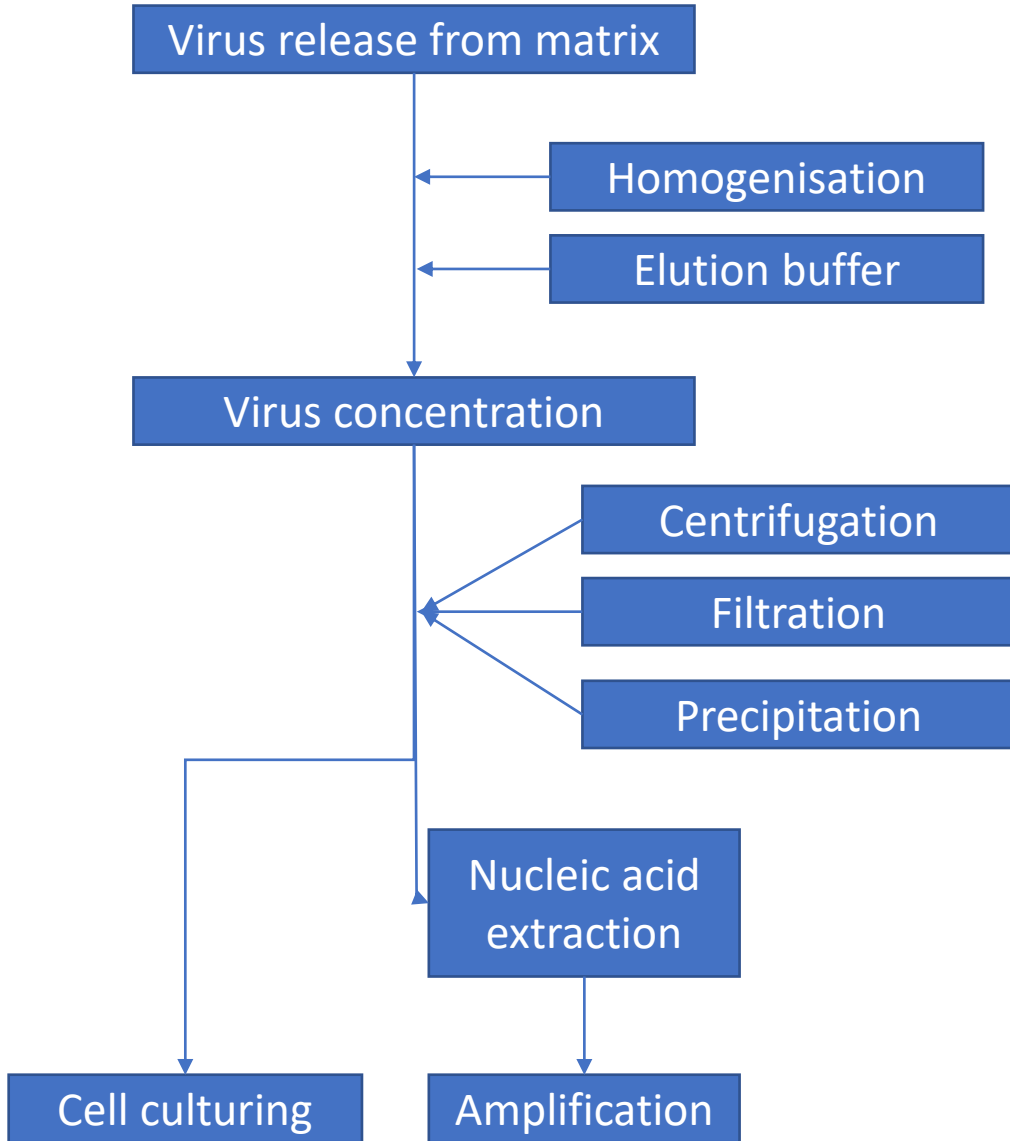 Virus release from matrix
Homogenisation
Elution buffer
Virus concentration
Centrifugation
Filtration
Precipitation
Nucleic acid
extraction
Cell culturing
Amplification